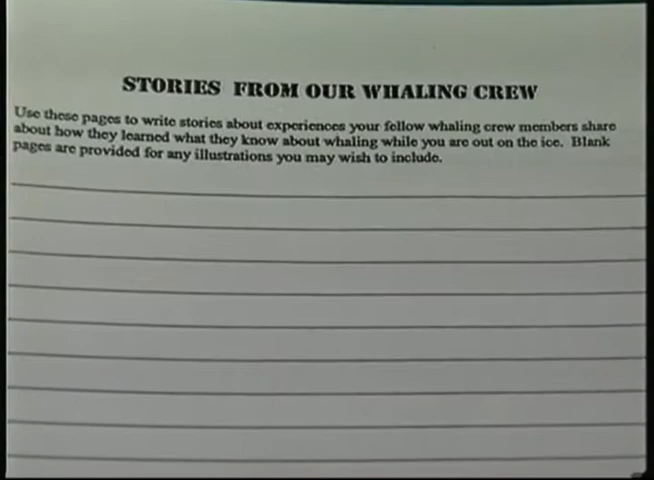 STORIES FROM OUR WHALING CREW
Use these pages to write stories about experiences your fellow whaling crew members share
about how they learned what they know about whaling while you are out on the ice. Blank
pages are provided for any illustrations you may wish to include.